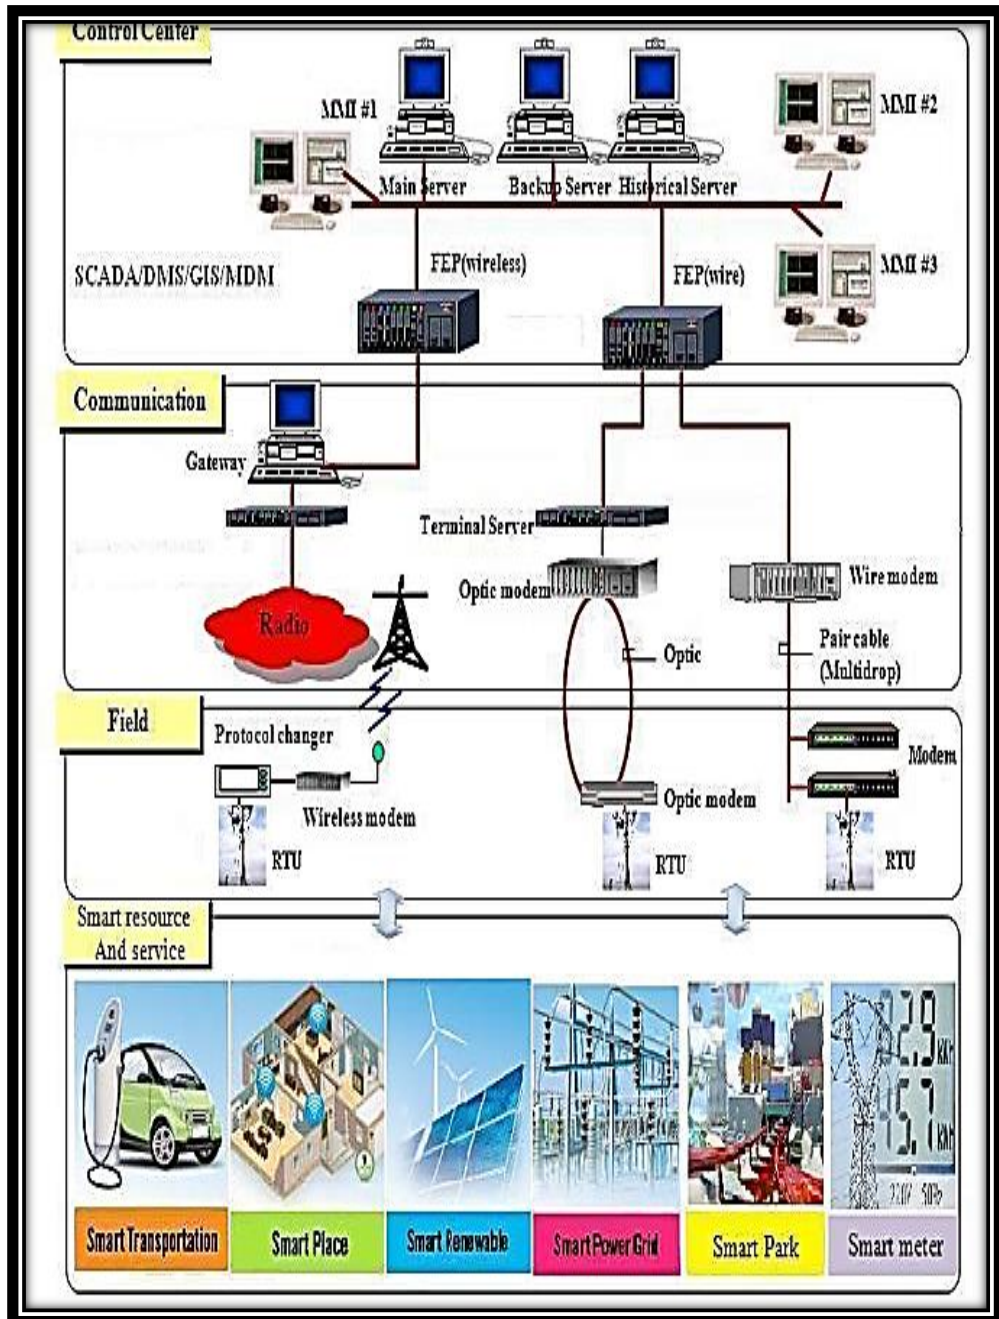 Control Center
MMI #1
MMI #2
Main Server
Backup Server
Historical Server
SCADA/DMS/GIS/MDM
FEP(wireless)
FEP(wire)
MMI #3
Communication
Gateway
Terminal Server
Optic modem
Wire modem
Radio
Optic
Pair cable
(Multidrop)
Field
Protocol changer
Modem
Wireless modem
Optic modem
RTU
RTU
RTU
Smart resource
And service
Smart Transportation
Smart Place
Smart Renewable
Smart Power Grid
Smart Park
Smart meter